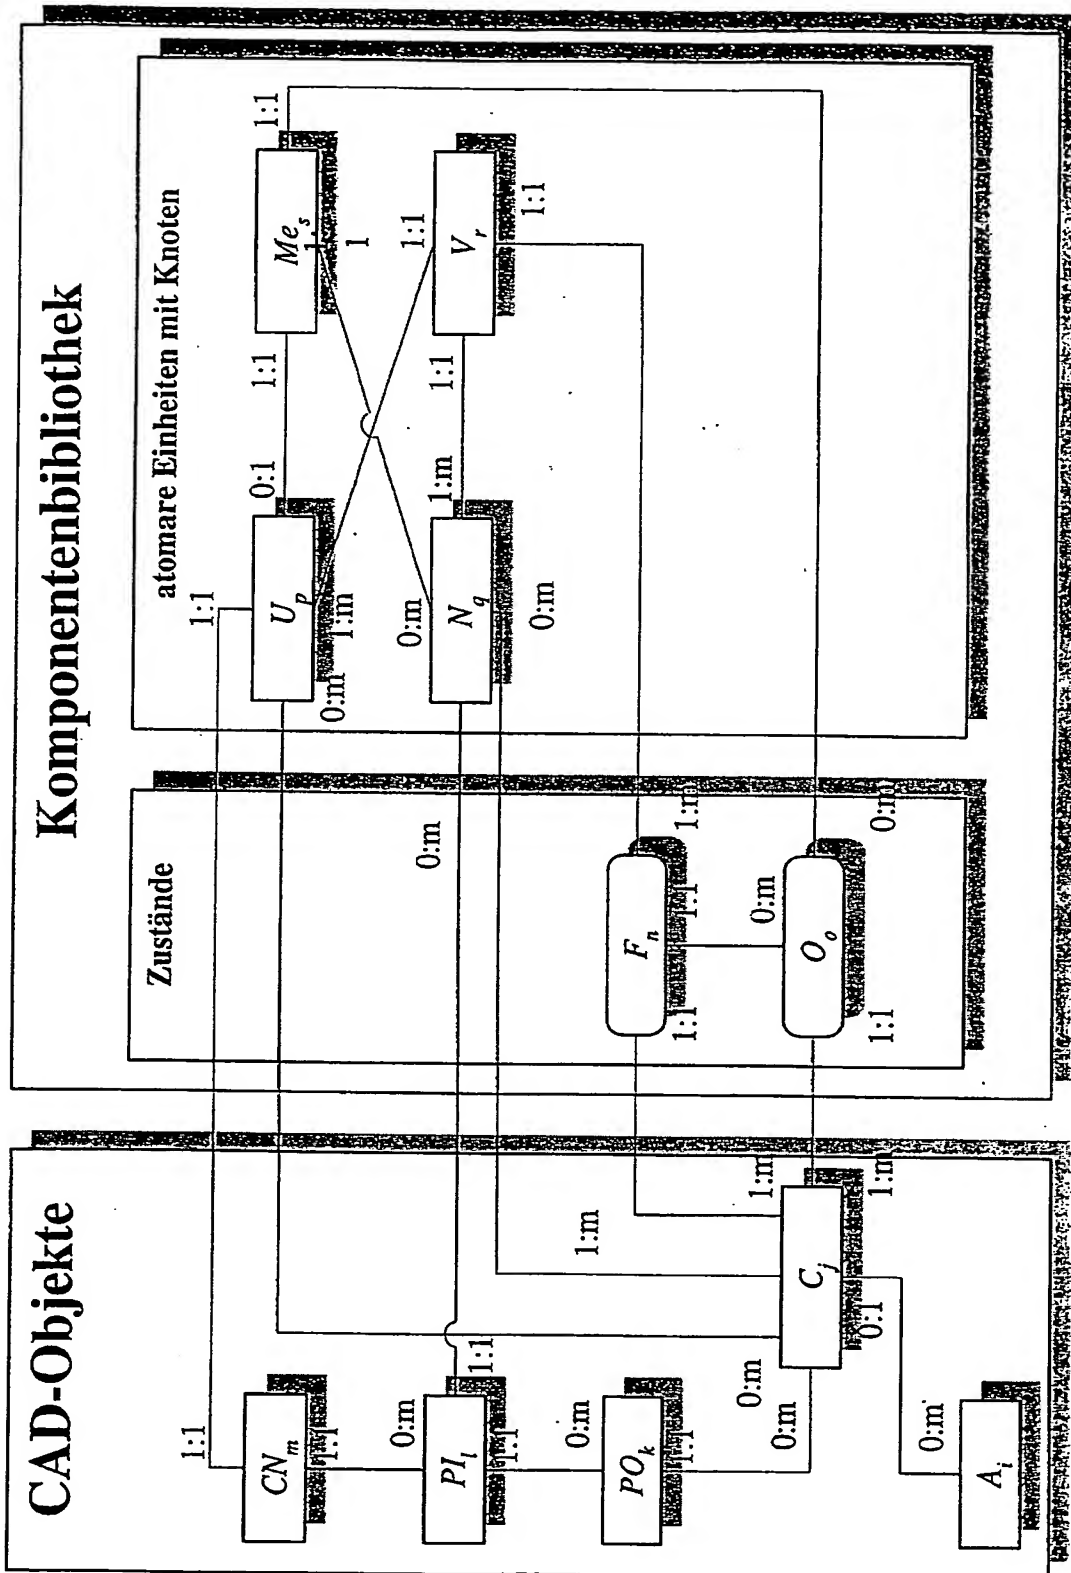 CAD-Objekte
Komponentenbibliothek
Zustände
atomare Einheiten mit Knoten
1:1
1:1
CN_m
1:1
U_p
0:1
1:1
Me_s
1:1
0:m
1:m
1:
1
0:m
PI_l
1:1
1:1
0:m
0:m
N_q
1:m
1:1
1:1
V_r
1:1
0:m
0:m
PO_k
1:1
1:m
F_n
1:1
1:1
1:m
0:m
0:m
C_j
1:m
1:m
0:1
0:m
O_o
1:1
0:m
0:m
A_i